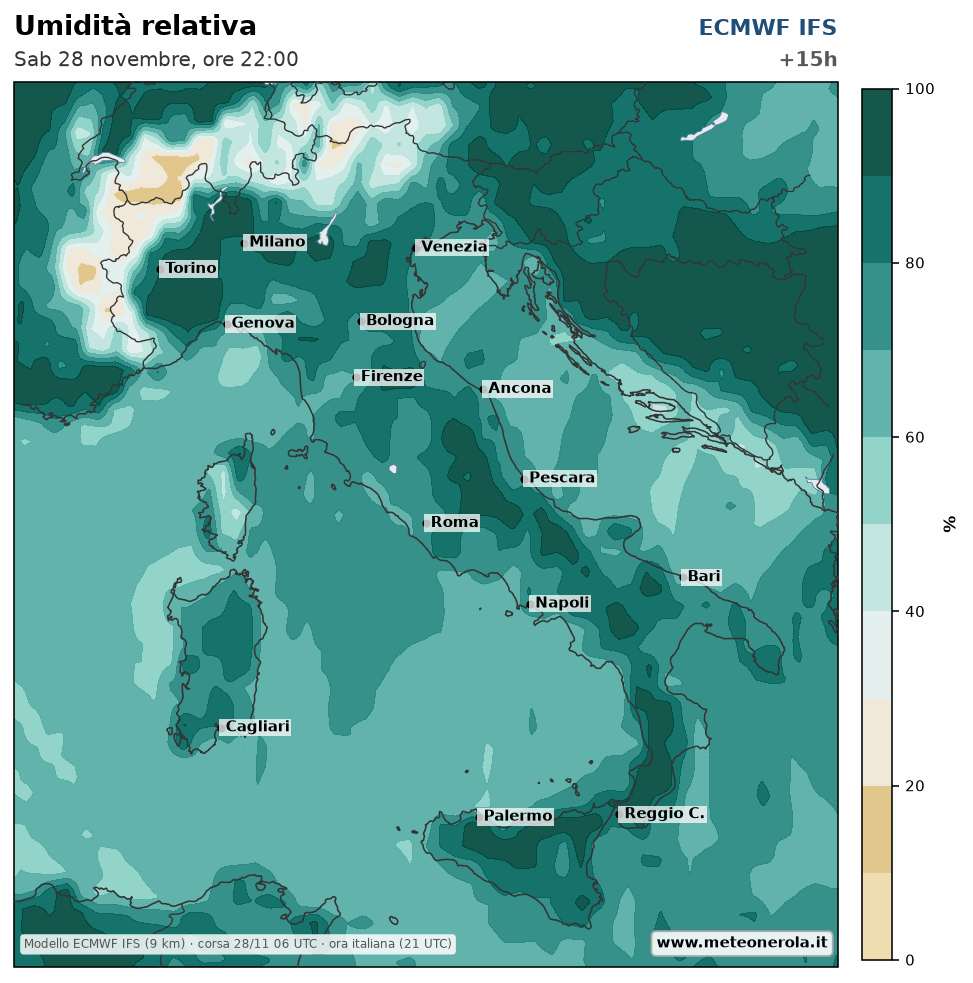 Umidità relativa
ECMWF IFS
Sab 28 novembre, ore 22:00
+15h
100
80
60
40
20
0
%
Milano
Venezia
Torino
Genova
Bologna
Firenze
Ancona
Pescara
Roma
Bari
Napoli
Cagliari
Palermo
Reggio C.
Modello ECMWF IFS (9 km) · corsa 28/11 06 UTC · ora italiana (21 UTC)
www.meteonerola.it